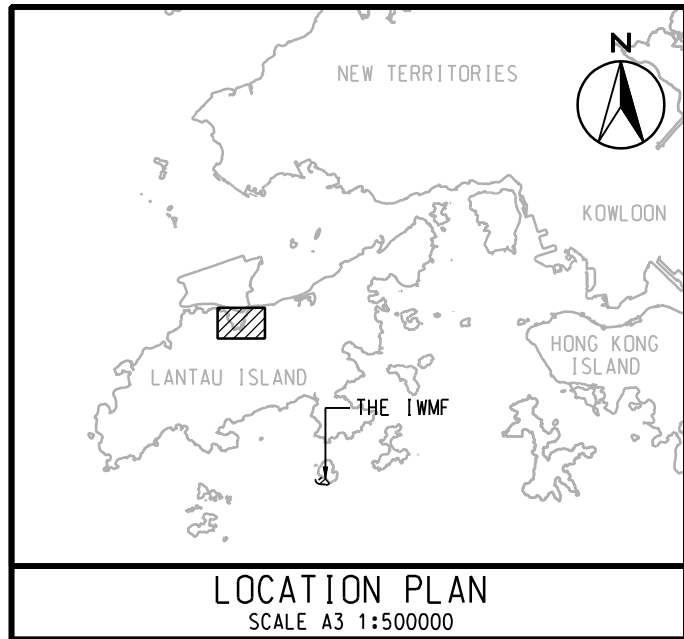 N
NEW TERRITORIES
KOWLOON
HONG KONG
ISLAND
LANTAU ISLAND
THE IWMF
LOCATION PLAN
SCALE A3 1:500000